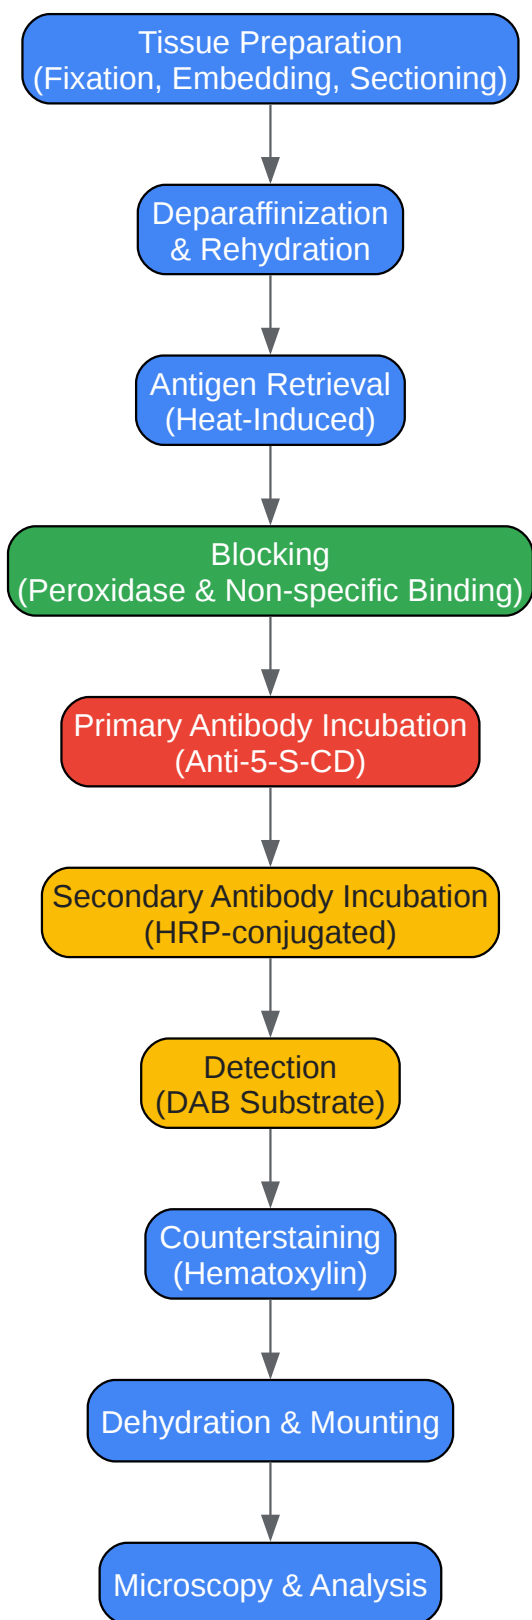 Tissue Preparation
(Fixation, Embedding, Sectioning)
Deparaffinization
& Rehydration
Antigen Retrieval
(Heat-Induced)
Blocking
(Peroxidase & Non-specific Binding)
Primary Antibody Incubation
(Anti-5-S-CD)
Secondary Antibody Incubation
(HRP-conjugated)
Detection
(DAB Substrate)
Counterstaining
(Hematoxylin)
Dehydration & Mounting
Microscopy & Analysis